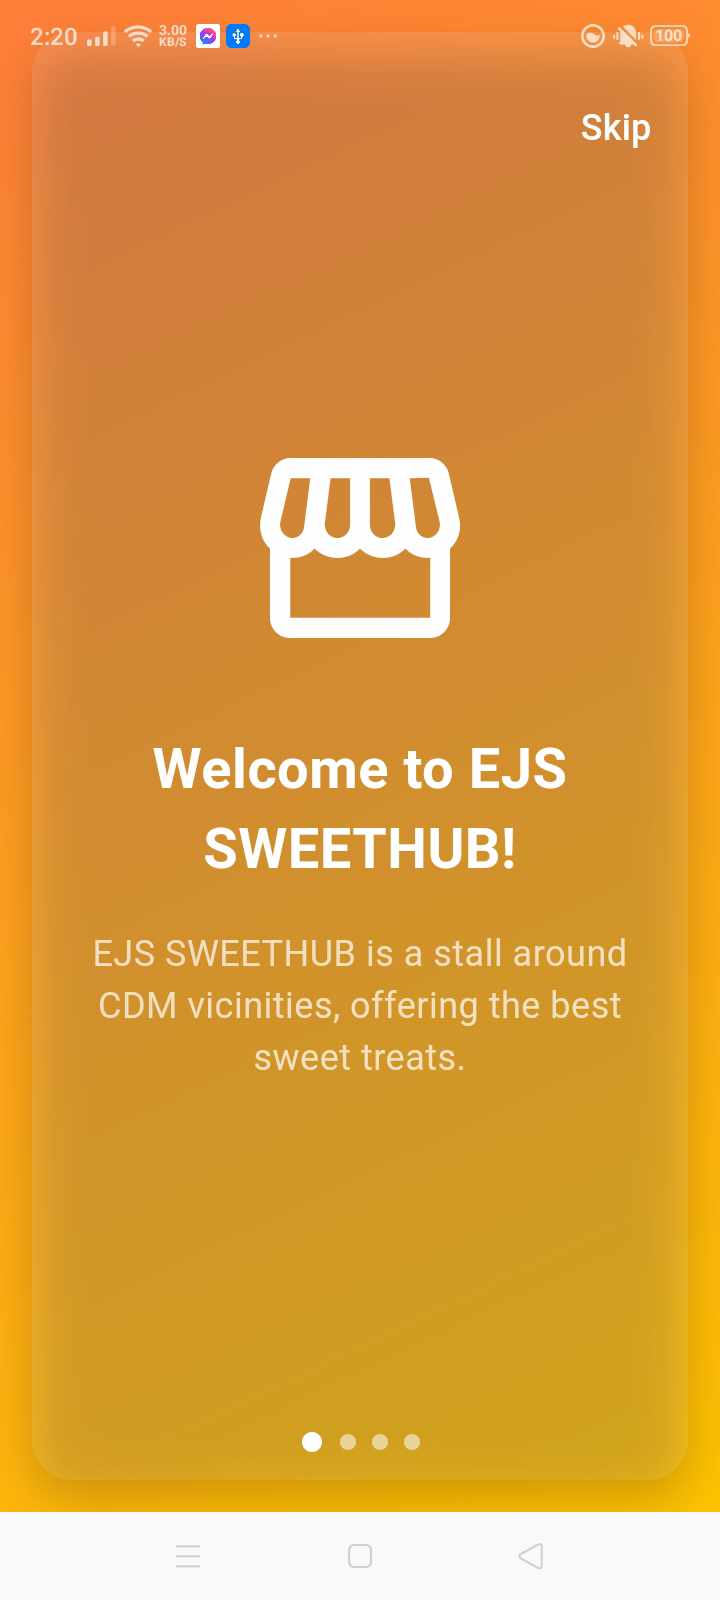 2:20 3.00 KB/S 100
Skip
Welcome to EJS
SWEETHUB!
EJS SWEETHUB is a stall around
CDM vicinities, offering the best
sweet treats.